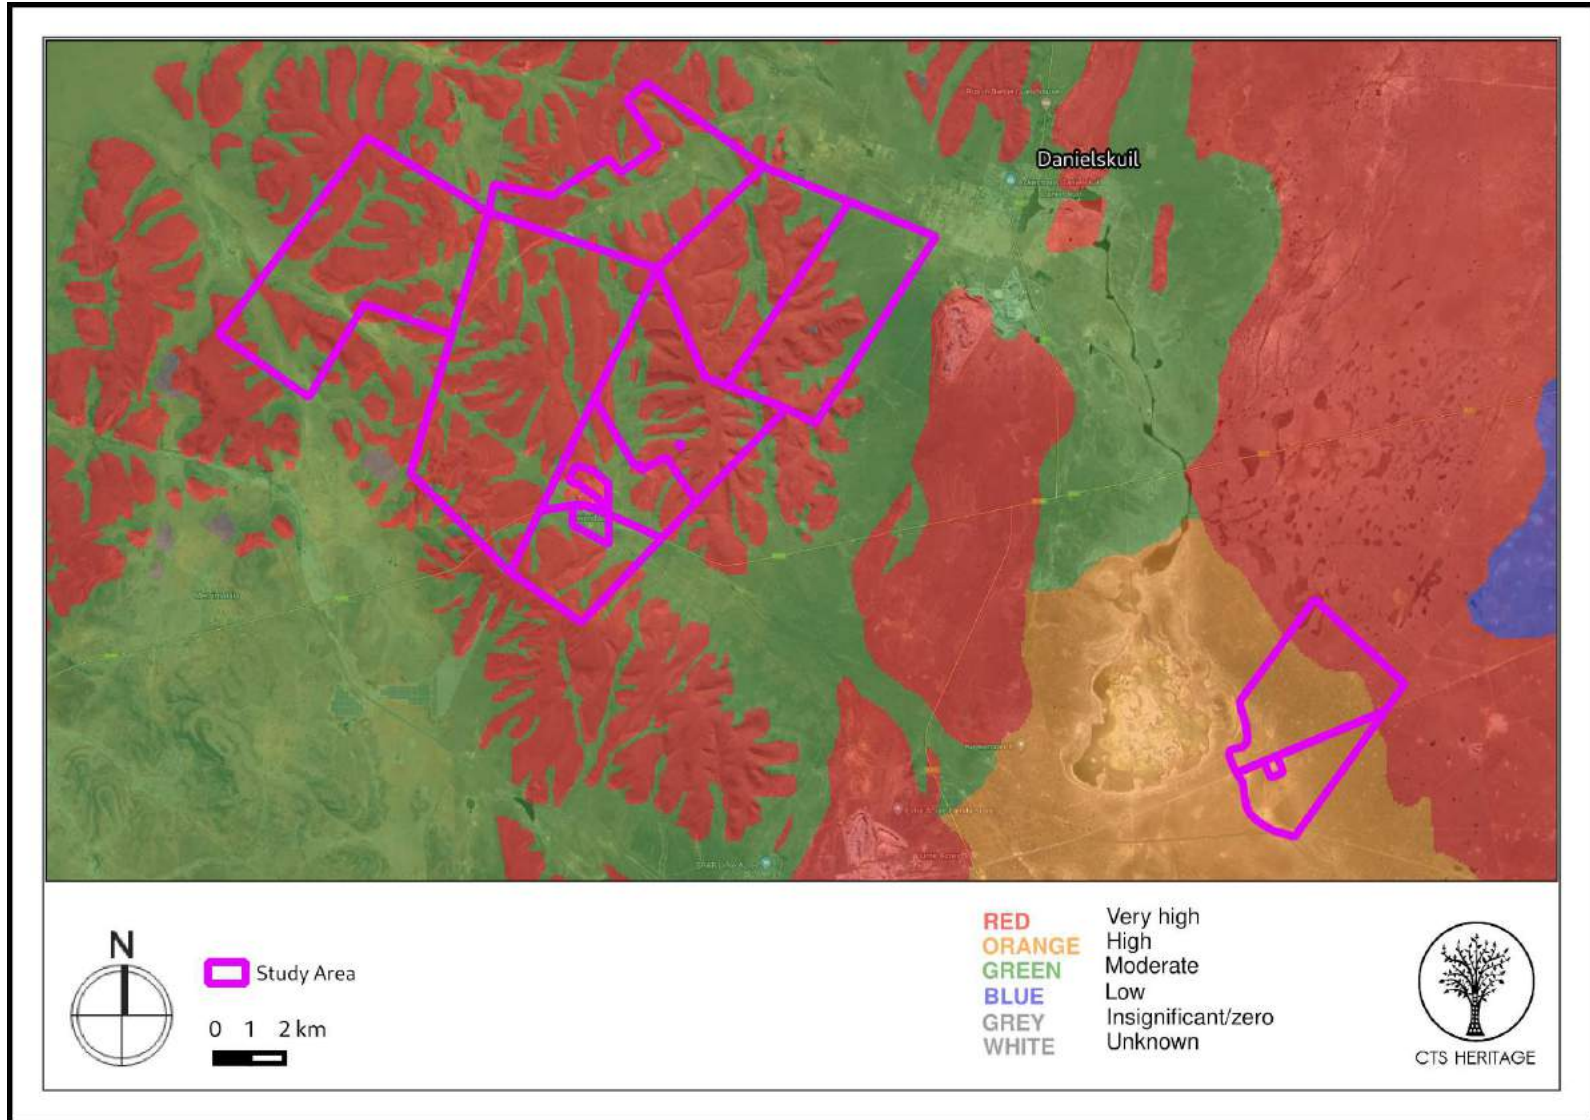 Danielskuil
N
Study Area
0 1 2 km
RED Very high
ORANGE High
GREEN Moderate
BLUE Low
GREY Insignificant/zero
WHITE Unknown
CTS HERITAGE